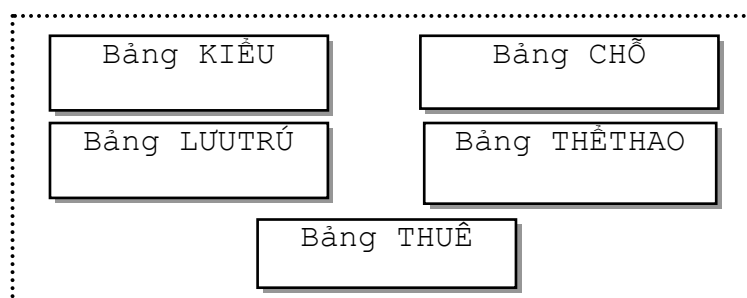 Bảng KIỂU
Bảng CHỖ
Bảng LƯUTRÚ
Bảng THỂTHAO
Bảng THUÊ